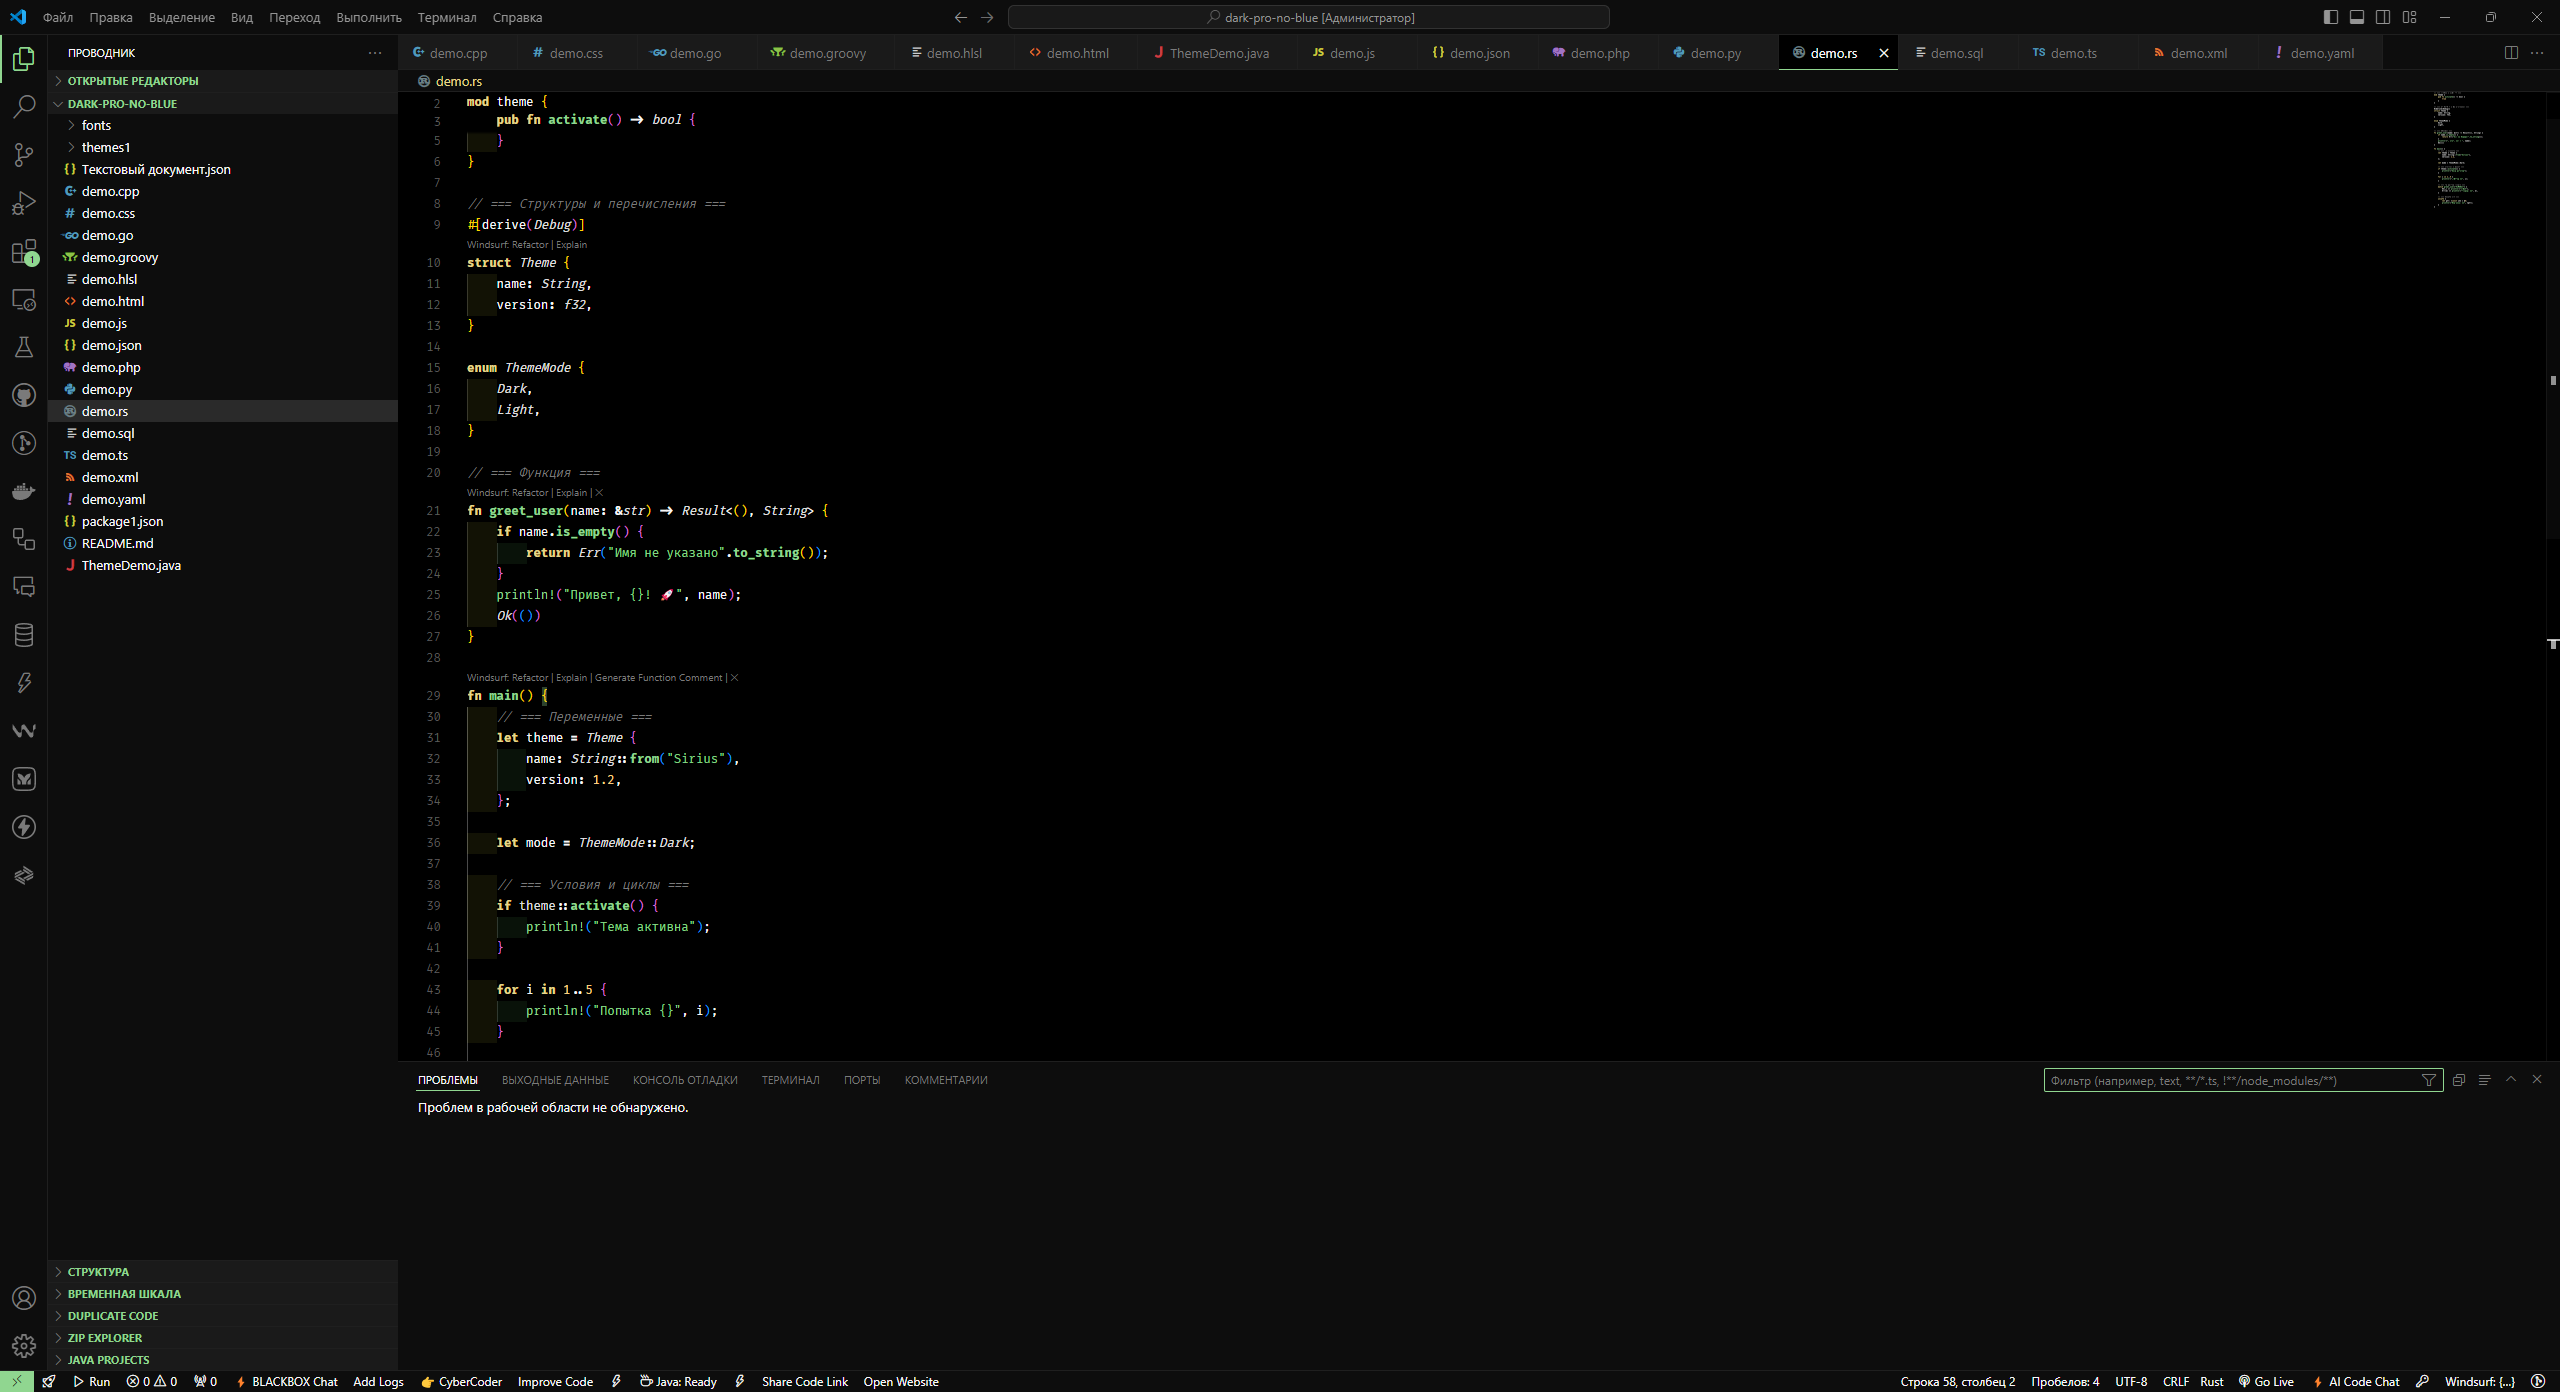 Файл Правка Выделение Вид Переход Выполнить Терминал Справка
dark-pro-no-blue [Администратор]
ПРОВОДНИК
ОТКРЫТЫЕ РЕДАКТОРЫ
DARK-PRO-NO-BLUE
fonts
themes1
Текстовый документ.json
demo.cpp
demo.css
demo.go
demo.groovy
demo.hlsl
demo.html
demo.js
demo.json
demo.php
demo.py
demo.rs
demo.sql
demo.ts
demo.xml
demo.yaml
package1.json
README.md
ThemeDemo.java
СТРУКТУРА
ВРЕМЕННАЯ ШКАЛА
DUPLICATE CODE
ZIP EXPLORER
JAVA PROJECTS
demo.cpp demo.css demo.go demo.groovy demo.hlsl demo.html ThemeDemo.java demo.js demo.json demo.php demo.py demo.rs demo.sql demo.ts demo.xml demo.yaml
demo.rs
2 mod theme {
3 pub fn activate() -> bool {
5 }
6 }
7
8 // === Структуры и перечисления ===
9 #[derive(Debug)]
Windsurf: Refactor | Explain
10 struct Theme {
11 name: String,
12 version: f32,
13 }
14
15 enum ThemeMode {
16 Dark,
17 Light,
18 }
19
20 // === Функция ===
Windsurf: Refactor | Explain | X
21 fn greet_user(name: &str) -> Result<(), String> {
22 if name.is_empty() {
23 return Err("Имя не указано".to_string());
24 }
25 println!("Привет, {}! 🚀", name);
26 Ok(())
27 }
28
Windsurf: Refactor | Explain | Generate Function Comment | X
29 fn main() {
30 // === Переменные ===
31 let theme = Theme {
32 name: String::from("Sirius"),
33 version: 1.2,
34 };
35
36 let mode = ThemeMode::Dark;
37
38 // === Условия и циклы ===
39 if theme::activate() {
40 println!("Тема активна");
41 }
42
43 for i in 1..5 {
44 println!("Попытка {}", i);
45 }
46
ПРОБЛЕМЫ ВЫХОДНЫЕ ДАННЫЕ КОНСОЛЬ ОТЛАДКИ ТЕРМИНАЛ ПОРТЫ КОММЕНТАРИИ
Фильтр (например, text, **/*.ts, !**/node_modules/**)
Проблем в рабочей области не обнаружено.
Run 0 0 0 BLACKBOX Chat Add Logs CyberCoder Improve Code Java: Ready Share Code Link Open Website
Строка 58, столбец 2 Пробелов: 4 UTF-8 CRLF Rust Go Live AI Code Chat Windsurf: {...}